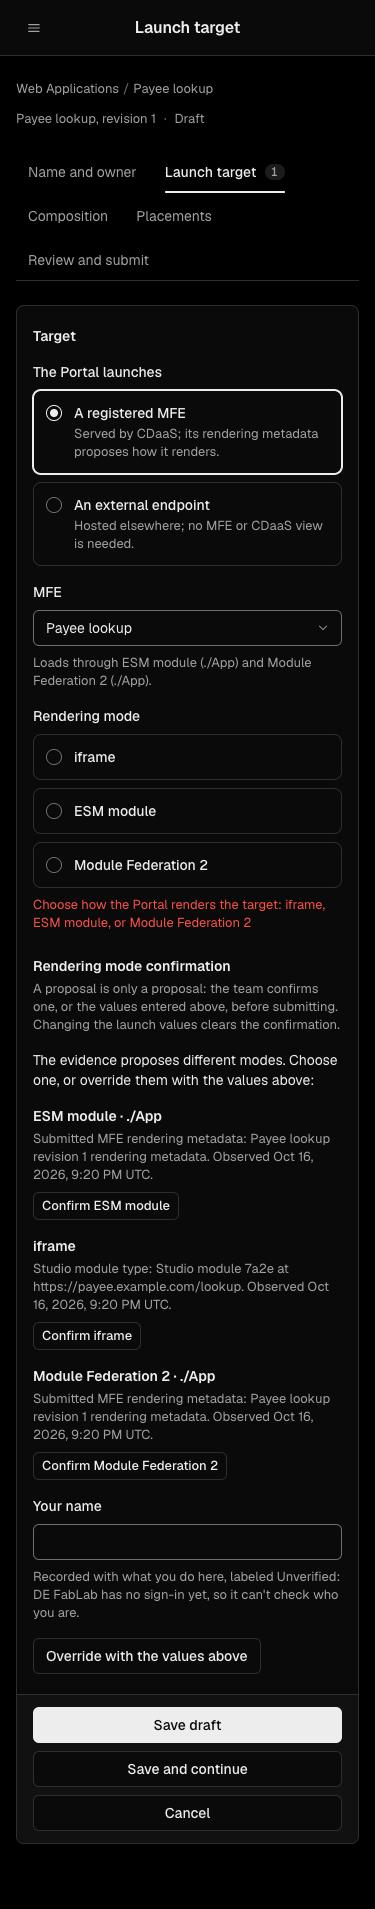 Launch target
Web Applications / Payee lookup
Payee lookup, revision 1 · Draft
Name and owner
Launch target 1
Composition
Placements
Review and submit
Target
The Portal launches
A registered MFE
Served by CDaaS; its rendering metadata
proposes how it renders.
An external endpoint
Hosted elsewhere; no MFE or CDaaS view
is needed.
MFE
Payee lookup
Loads through ESM module (./App) and Module
Federation 2 (./App).
Rendering mode
iframe
ESM module
Module Federation 2
Choose how the Portal renders the target: iframe,
ESM module, or Module Federation 2
Rendering mode confirmation
A proposal is only a proposal: the team confirms
one, or the values entered above, before submitting.
Changing the launch values clears the confirmation.
The evidence proposes different modes. Choose
one, or override them with the values above:
ESM module · ./App
Submitted MFE rendering metadata: Payee lookup
revision 1 rendering metadata. Observed Oct 16,
2026, 9:20 PM UTC.
Confirm ESM module
iframe
Studio module type: Studio module 7a2e at
https://payee.example.com/lookup. Observed Oct
16, 2026, 9:20 PM UTC.
Confirm iframe
Module Federation 2 · ./App
Submitted MFE rendering metadata: Payee lookup
revision 1 rendering metadata. Observed Oct 16,
2026, 9:20 PM UTC.
Confirm Module Federation 2
Your name
Recorded with what you do here, labeled Unverified:
DE FabLab has no sign-in yet, so it can't check who
you are.
Override with the values above
Save draft
Save and continue
Cancel